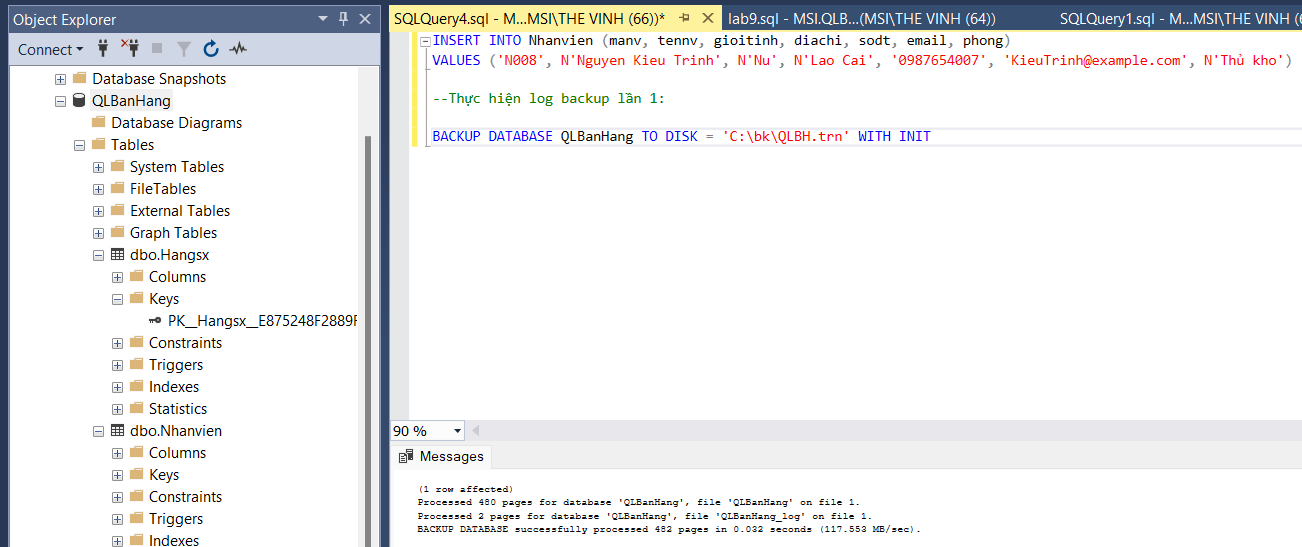 Object Explorer
Connect
Database Snapshots
QLBanHang
Database Diagrams
Tables
System Tables
FileTables
External Tables
Graph Tables
dbo.Hangsx
Columns
Keys
PK__Hangsx__E875248F2889F
Constraints
Triggers
Indexes
Statistics
dbo.Nhanvien
Columns
Keys
Constraints
Triggers
Indexes
SQLQuery4.sql - M...MSI\THE VINH (66))* lab9.sql - MSI.QLB...(MSI\THE VINH (64)) SQLQuery1.sql - M...MSI\THE VINH (6
INSERT INTO Nhanvien (manv, tennv, gioitinh, diachi, sodt, email, phong)
VALUES ('N008', N'Nguyen Kieu Trinh', N'Nu', N'Lao Cai', '0987654007', 'KieuTrinh@example.com', N'Thủ kho')
--Thực hiện log backup lần 1:
BACKUP DATABASE QLBanHang TO DISK = 'C:\bk\QLBH.trn' WITH INIT
90 %
Messages
(1 row affected)
Processed 480 pages for database 'QLBanHang', file 'QLBanHang' on file 1.
Processed 2 pages for database 'QLBanHang', file 'QLBanHang_log' on file 1.
BACKUP DATABASE successfully processed 482 pages in 0.032 seconds (117.553 MB/sec).